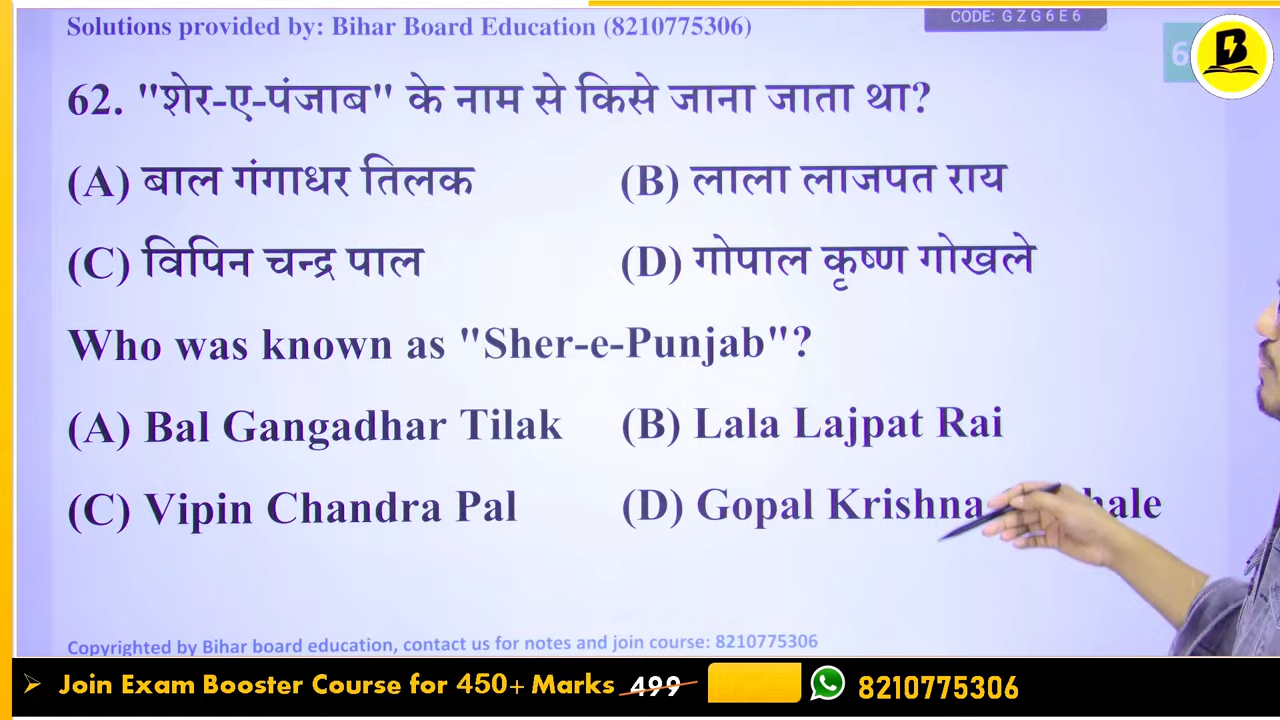 Solutions provided by: Bihar Board Education (8210775306)
CODE: G Z G 6 E 6
6
B
62. "शेर-ए-पंजाब" के नाम से किसे जाना जाता था?
(A) बाल गंगाधर तिलक (B) लाला लाजपत राय
(C) विपिन चन्द्र पाल (D) गोपाल कृष्ण गोखले
Who was known as "Sher-e-Punjab"?
(A) Bal Gangadhar Tilak (B) Lala Lajpat Rai
(C) Vipin Chandra Pal (D) Gopal Krishna
Copyrighted by Bihar board education, contact us for notes and join course: 8210775306
Join Exam Booster Course for 450+ Marks 499 8210775306